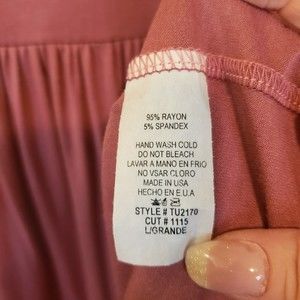 95% RAYON
5% SPANDEX
HAND WASH COLD
DO NOT BLEACH
LAVAR A MANO EN FRIO
NO VSAR CLORO
MADE IN USA
HECHO EN E.U.A
STYLE # TU2170
CUT # 1115
L/GRANDE